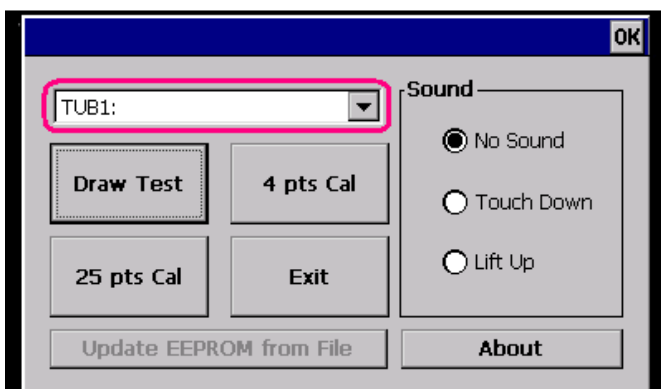 OK
TUB1:
Sound
No Sound
Draw Test
4 pts Cal
Touch Down
25 pts Cal
Exit
Lift Up
Update EEPROM from File
About